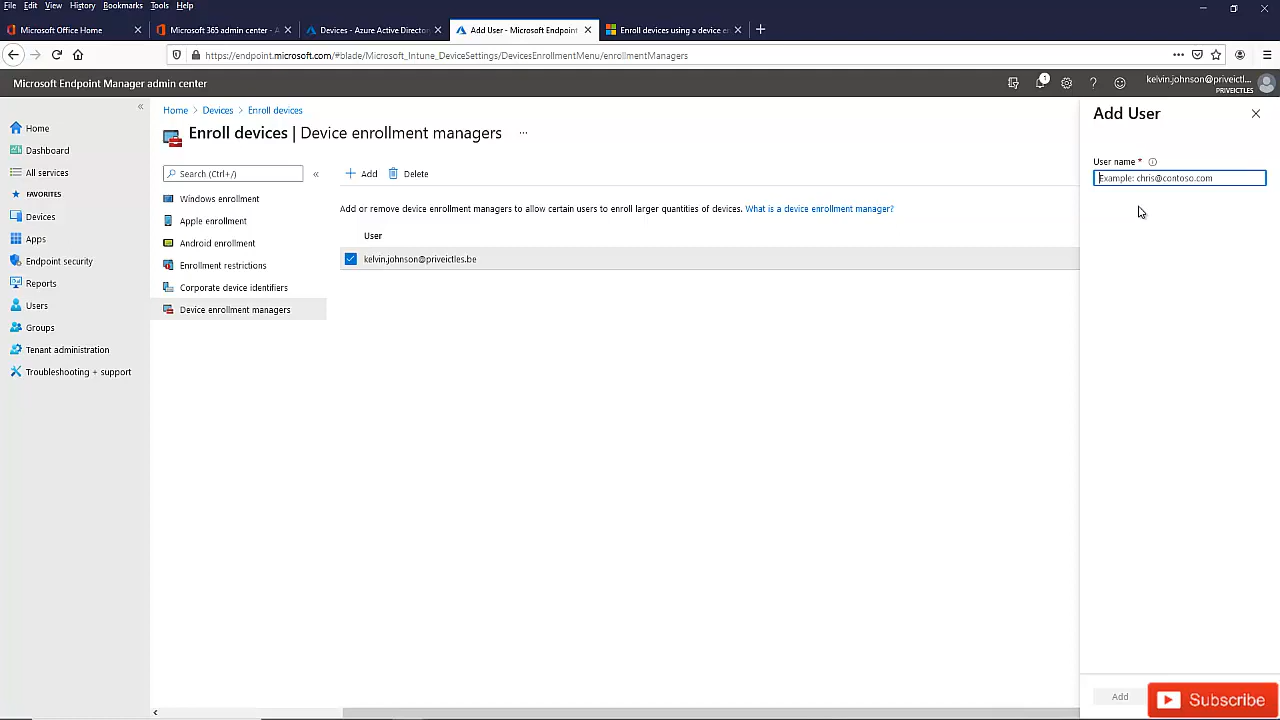 File Edit View History Bookmarks Tools Help
Microsoft Office Home
Microsoft 365 admin center - A
Devices - Azure Active Director
Add User - Microsoft Endpoint
Enroll devices using a device e
https://endpoint.microsoft.com/#blade/Microsoft_Intune_DeviceSettings/DevicesEnrollmentMenu/enrollmentManagers
Microsoft Endpoint Manager admin center
1
kelvin.johnson@priveictl...
PRIVEICTLES
Home
Dashboard
All services
FAVORITES
Devices
Apps
Endpoint security
Reports
Users
Groups
Tenant administration
Troubleshooting + support
Home > Devices > Enroll devices
Enroll devices | Device enrollment managers
Search (Ctrl+/)
Windows enrollment
Apple enrollment
Android enrollment
Enrollment restrictions
Corporate device identifiers
Device enrollment managers
Add Delete
Add or remove device enrollment managers to allow certain users to enroll larger quantities of devices. What is a device enrollment manager?
User
kelvin.johnson@priveictles.be
Add User
User name *
Example: chris@contoso.com
Add
Subscribe